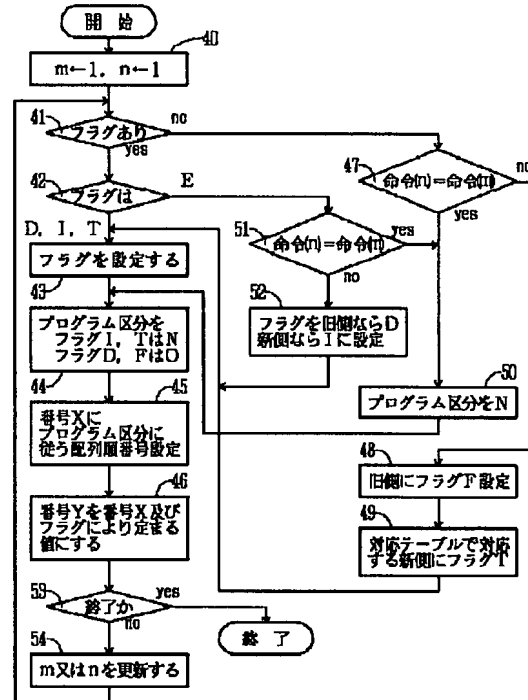 開始
40
m←1, n←1
41
フラグあり
no
yes
42
フラグは
E
D, I, T
47
命令(n)=命令(m)
no
yes
51
命令(n)=命令(m)
yes
no
フラグを設定する
43
52
フラグを旧側ならD
新側ならIに設定
プログラム区分を
フラグI, TはN
フラグD, FはO
44
50
プログラム区分をN
45
番号Xに
プログラム区分に
従う配列順番号設定
48
旧側にフラグF設定
46
番号Yを番号X及び
フラグにより定まる
値にする
49
対応テーブルで対応
する新側にフラグT
53
終了か
yes
no
終了
54
m又はnを更新する